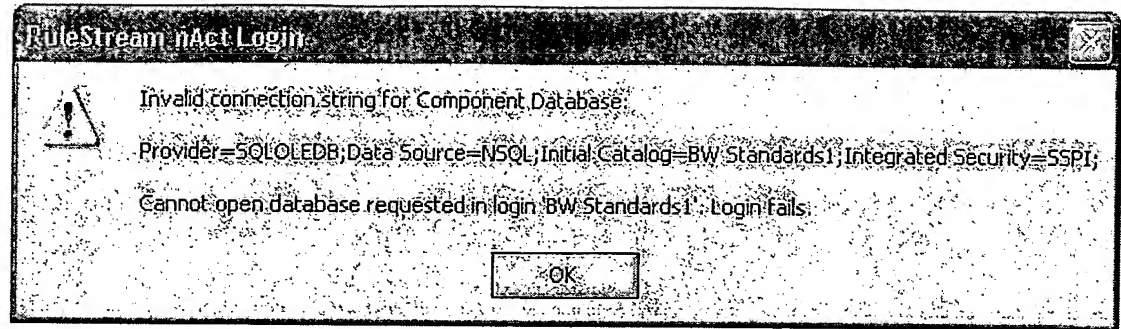 RuleStream nAct Login
Invalid connection string for Component Database:
Provider=SQLOLEDB;Data Source=NSQL;Initial Catalog=BW Standards1;Integrated Security=SSPI;
Cannot open database requested in login 'BW Standards1'. Login fails.
OK